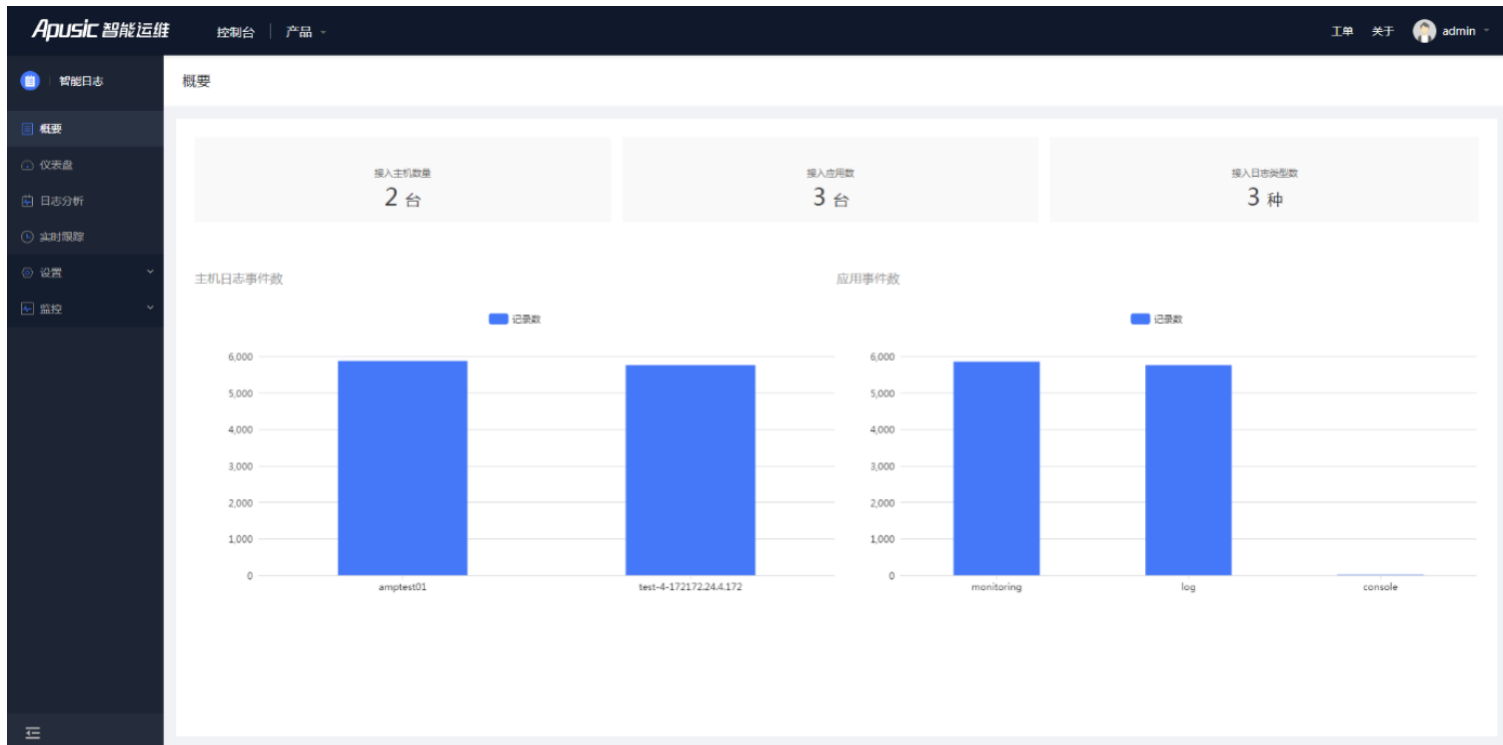 Apusic 智能运维 控制台 产品 工单 关于 admin
智能日志
概要
概要
仪表盘
日志分析
实时跟踪
设置
监控
接入主机数量
2 台
接入应用数
3 台
接入日志类型数
3 种
主机日志事件数
记录数
6,000
5,000
4,000
3,000
2,000
1,000
0
amptest01 test-4-172172.24.4.172
应用事件数
记录数
6,000
5,000
4,000
3,000
2,000
1,000
0
monitoring log console